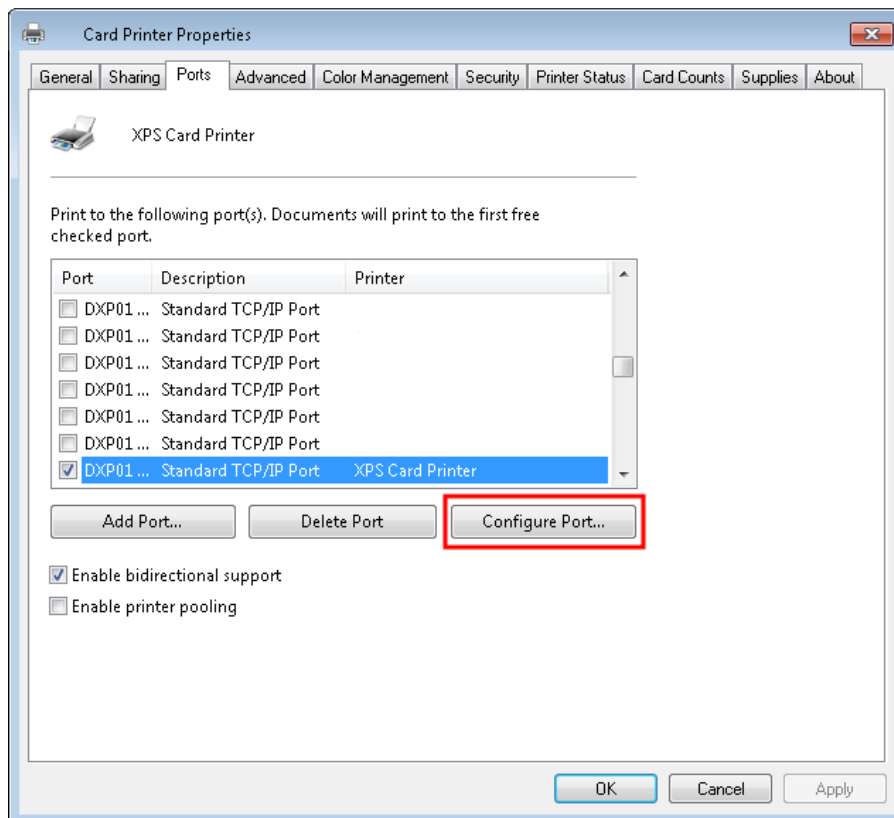 Card Printer Properties
General Sharing Ports Advanced Color Management Security Printer Status Card Counts Supplies About
XPS Card Printer
Print to the following port(s). Documents will print to the first free
checked port.
Port Description Printer
DXP01 ... Standard TCP/IP Port
DXP01 ... Standard TCP/IP Port
DXP01 ... Standard TCP/IP Port
DXP01 ... Standard TCP/IP Port
DXP01 ... Standard TCP/IP Port
DXP01 ... Standard TCP/IP Port
DXP01 ... Standard TCP/IP Port XPS Card Printer
Add Port... Delete Port Configure Port...
Enable bidirectional support
Enable printer pooling
OK Cancel Apply